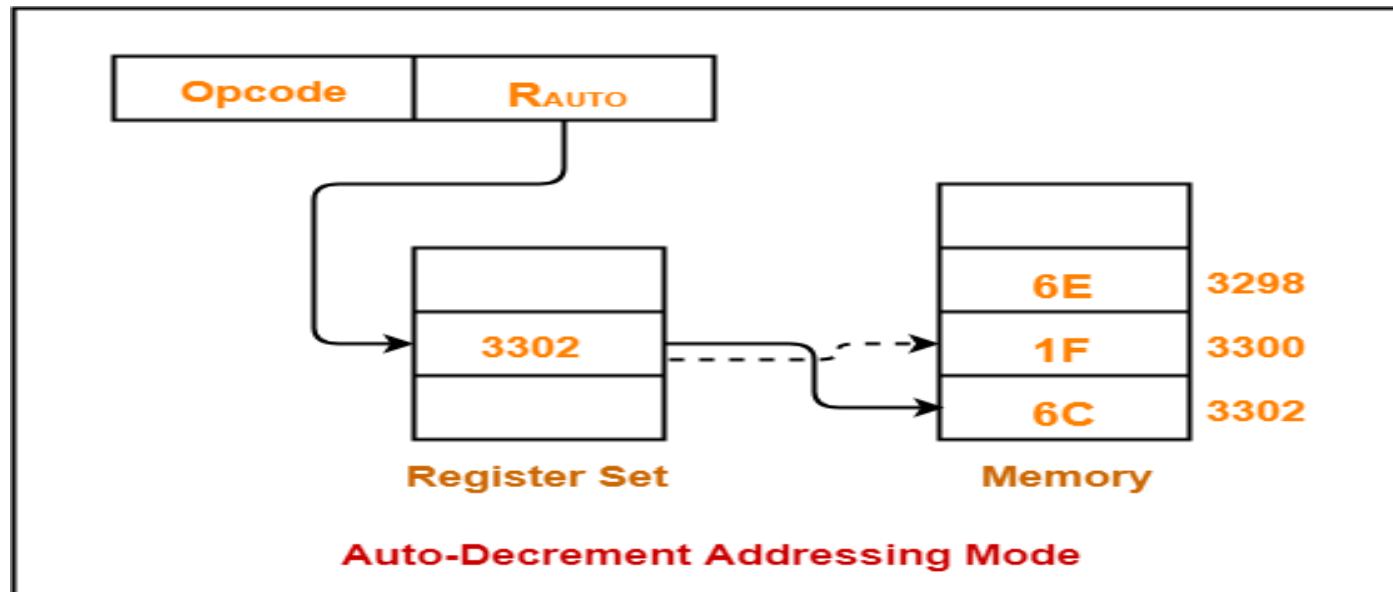 Opcode RAUTO
6E 3298
3302 1F 3300
6C 3302
Register Set Memory
Auto-Decrement Addressing Mode